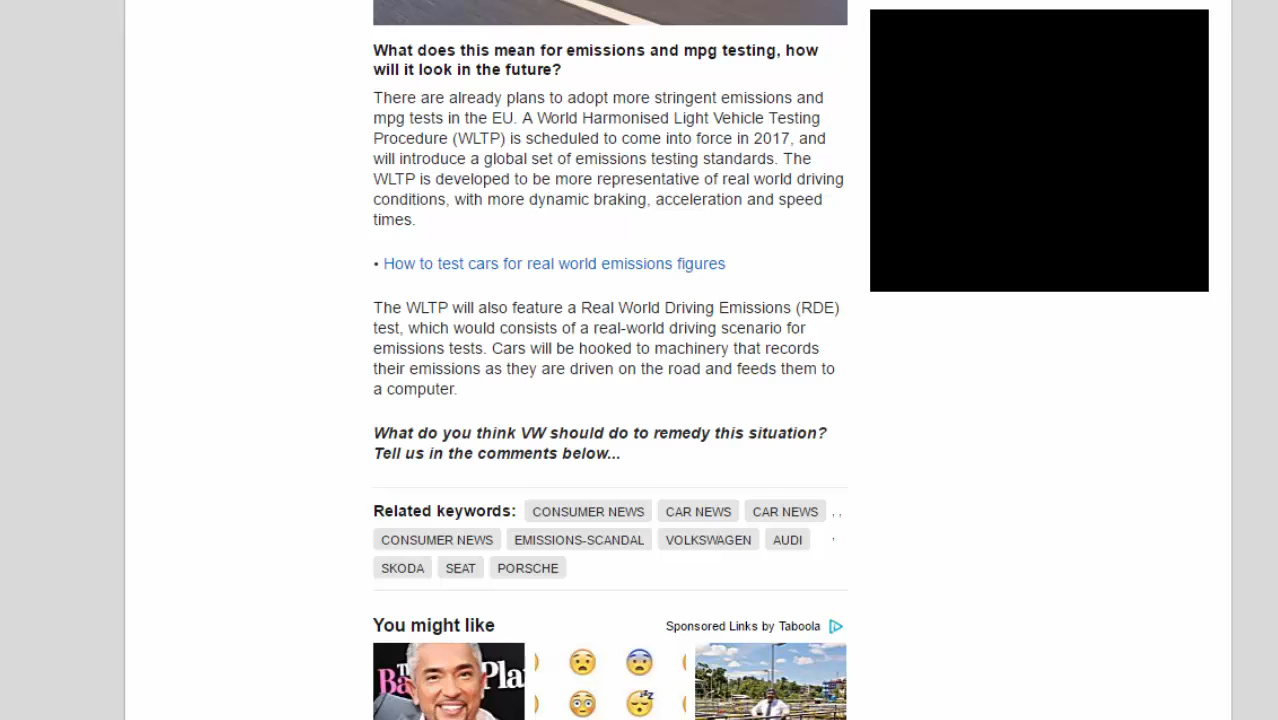 What does this mean for emissions and mpg testing, how
will it look in the future?
There are already plans to adopt more stringent emissions and
mpg tests in the EU. A World Harmonised Light Vehicle Testing
Procedure (WLTP) is scheduled to come into force in 2017, and
will introduce a global set of emissions testing standards. The
WLTP is developed to be more representative of real world driving
conditions, with more dynamic braking, acceleration and speed
times.
• How to test cars for real world emissions figures
The WLTP will also feature a Real World Driving Emissions (RDE)
test, which would consists of a real-world driving scenario for
emissions tests. Cars will be hooked to machinery that records
their emissions as they are driven on the road and feeds them to
a computer.
What do you think VW should do to remedy this situation?
Tell us in the comments below...
Related keywords: CONSUMER NEWS CAR NEWS CAR NEWS , ,
CONSUMER NEWS EMISSIONS-SCANDAL VOLKSWAGEN AUDI ,
SKODA SEAT PORSCHE
You might like Sponsored Links by Taboola